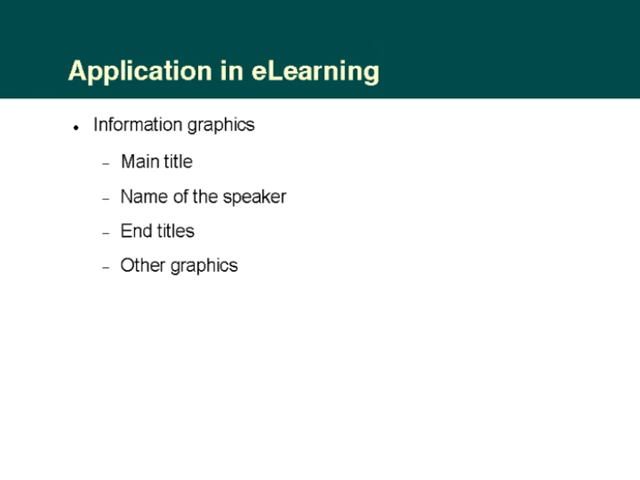 Application in eLearning
• Information graphics
– Main title
– Name of the speaker
– End titles
– Other graphics